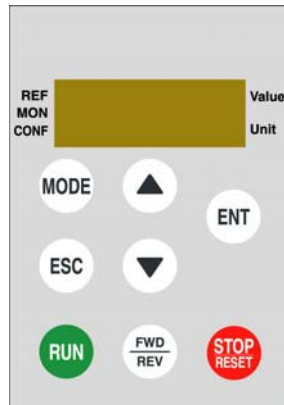 REF
Value
MON
CONF
Unit
MODE
ENT
ESC
RUN
FWD
REV
STOP
RESET